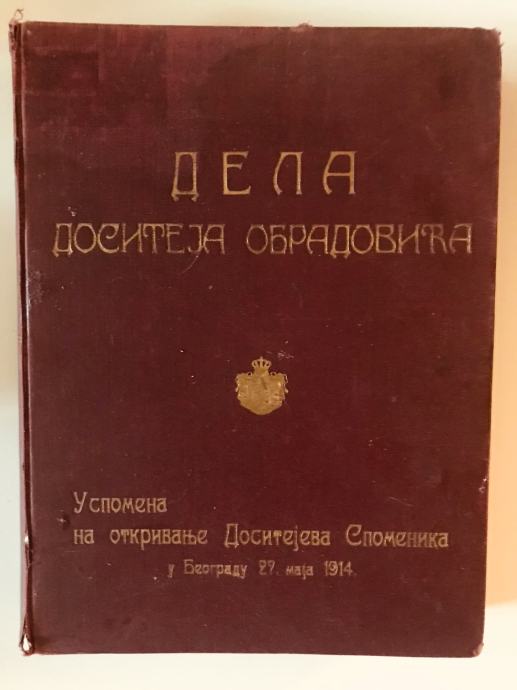 ДЕЛА
ДОСИТЕЈА ОБРАДОВИЋА
Успомена
на откривање Доситејева Споменика
у Београду 27. маја 1914.